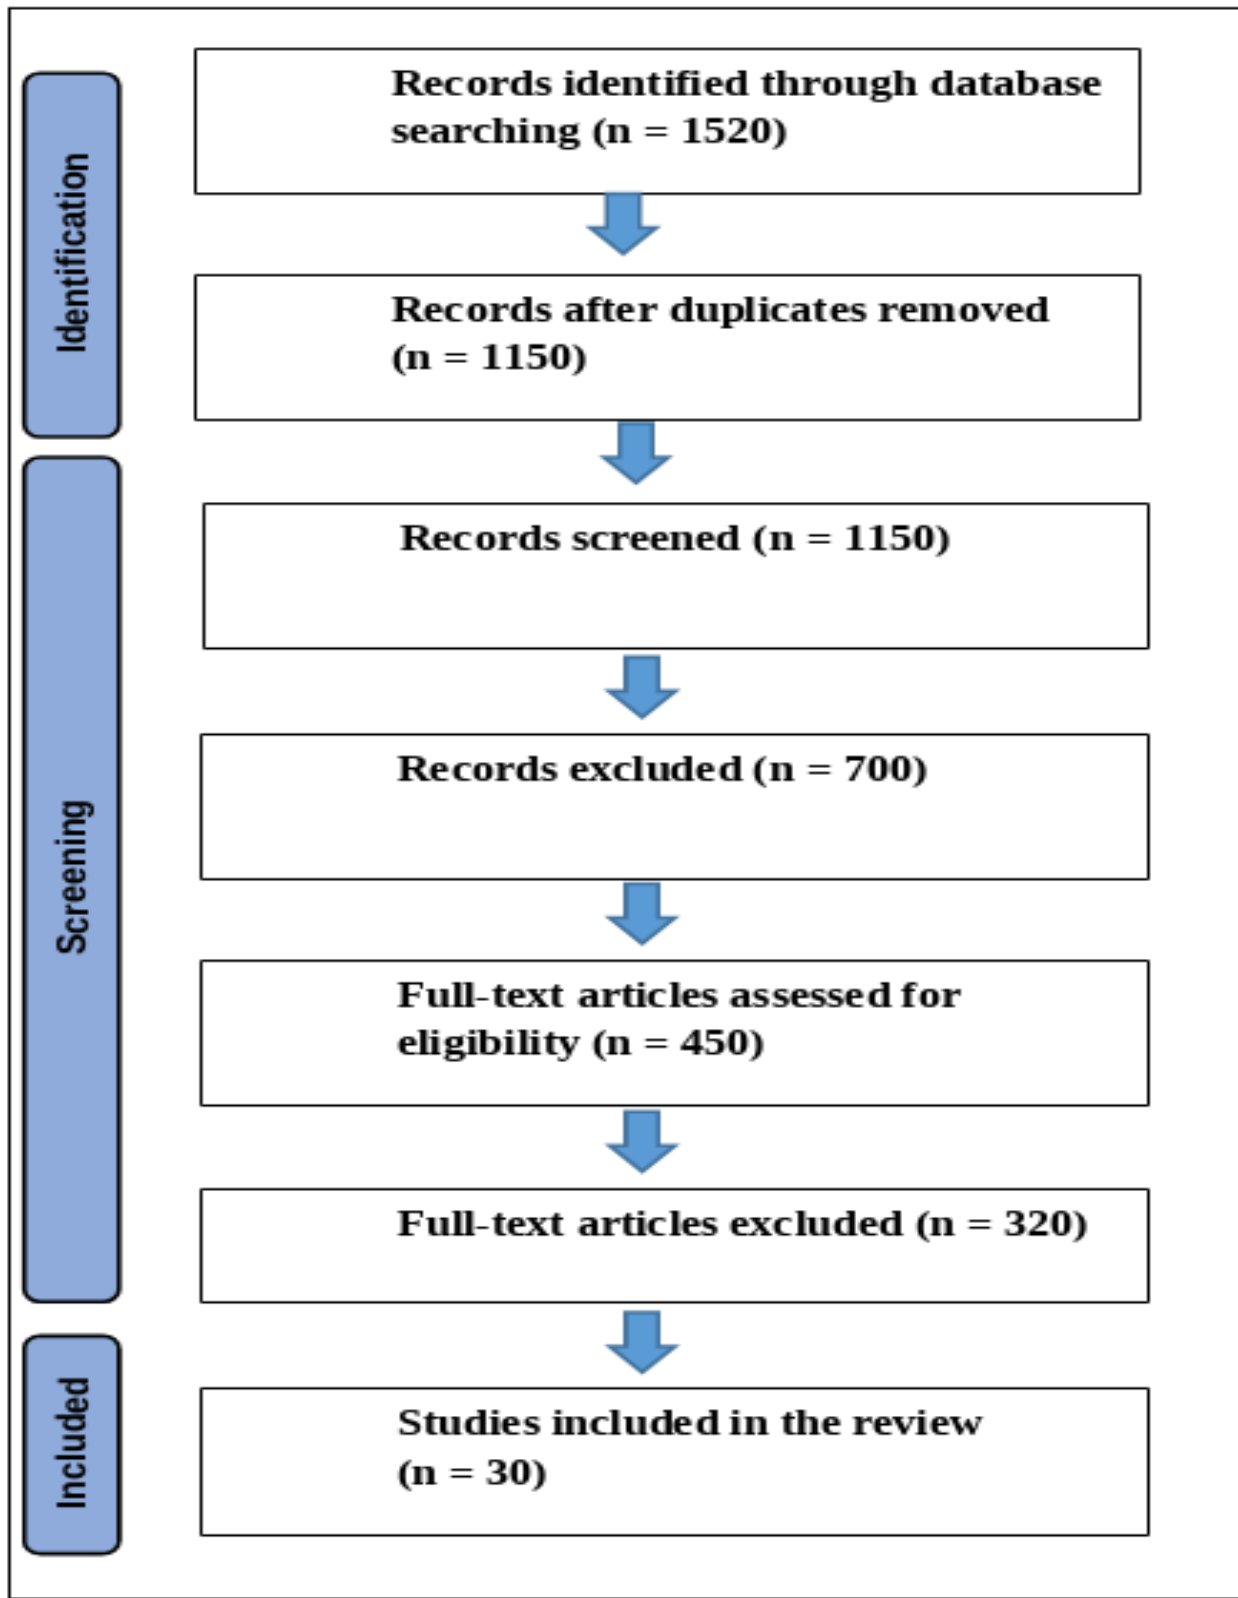 Identification
Records identified through database
searching (n = 1520)
Records after duplicates removed
(n = 1150)
Screening
Records screened (n = 1150)
Records excluded (n = 700)
Full-text articles assessed for
eligibility (n = 450)
Full-text articles excluded (n = 320)
Included
Studies included in the review
(n = 30)